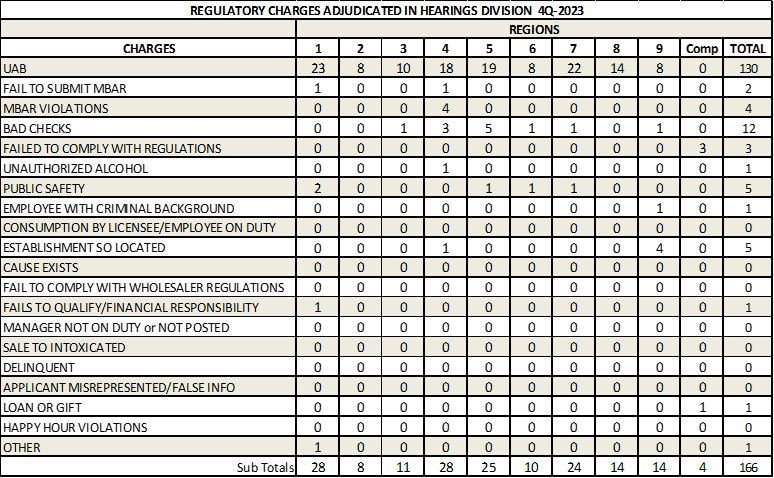 REGULATORY CHARGES ADJUDICATED IN HEARINGS DIVISION 4Q-2023
REGIONS
CHARGES 1 2 3 4 5 6 7 8 9 Comp TOTAL
UAB 23 8 10 18 19 8 22 14 8 0 130
FAIL TO SUBMIT MBAR 1 0 0 1 0 0 0 0 0 0 2
MBAR VIOLATIONS 0 0 0 4 0 0 0 0 0 0 4
BAD CHECKS 0 0 1 3 5 1 1 0 1 0 12
FAILED TO COMPLY WITH REGULATIONS 0 0 0 0 0 0 0 0 0 3 3
UNAUTHORIZED ALCOHOL 0 0 0 1 0 0 0 0 0 0 1
PUBLIC SAFETY 2 0 0 0 1 1 1 0 0 0 5
EMPLOYEE WITH CRIMINAL BACKGROUND 0 0 0 0 0 0 0 0 1 0 1
CONSUMPTION BY LICENSEE/EMPLOYEE ON DUTY 0 0 0 0 0 0 0 0 0 0 0
ESTABLISHMENT SO LOCATED 0 0 0 1 0 0 0 0 4 0 5
CAUSE EXISTS 0 0 0 0 0 0 0 0 0 0 0
FAIL TO COMPLY WITH WHOLESALER REGULATIONS 0 0 0 0 0 0 0 0 0 0 0
FAILS TO QUALIFY/FINANCIAL RESPONSIBILITY 1 0 0 0 0 0 0 0 0 0 1
MANAGER NOT ON DUTY or NOT POSTED 0 0 0 0 0 0 0 0 0 0 0
SALE TO INTOXICATED 0 0 0 0 0 0 0 0 0 0 0
DELINQUENT 0 0 0 0 0 0 0 0 0 0 0
APPLICANT MISREPRESENTED/FALSE INFO 0 0 0 0 0 0 0 0 0 0 0
LOAN OR GIFT 0 0 0 0 0 0 0 0 0 1 1
HAPPY HOUR VIOLATIONS 0 0 0 0 0 0 0 0 0 0 0
OTHER 1 0 0 0 0 0 0 0 0 0 1
Sub Totals 28 8 11 28 25 10 24 14 14 4 166